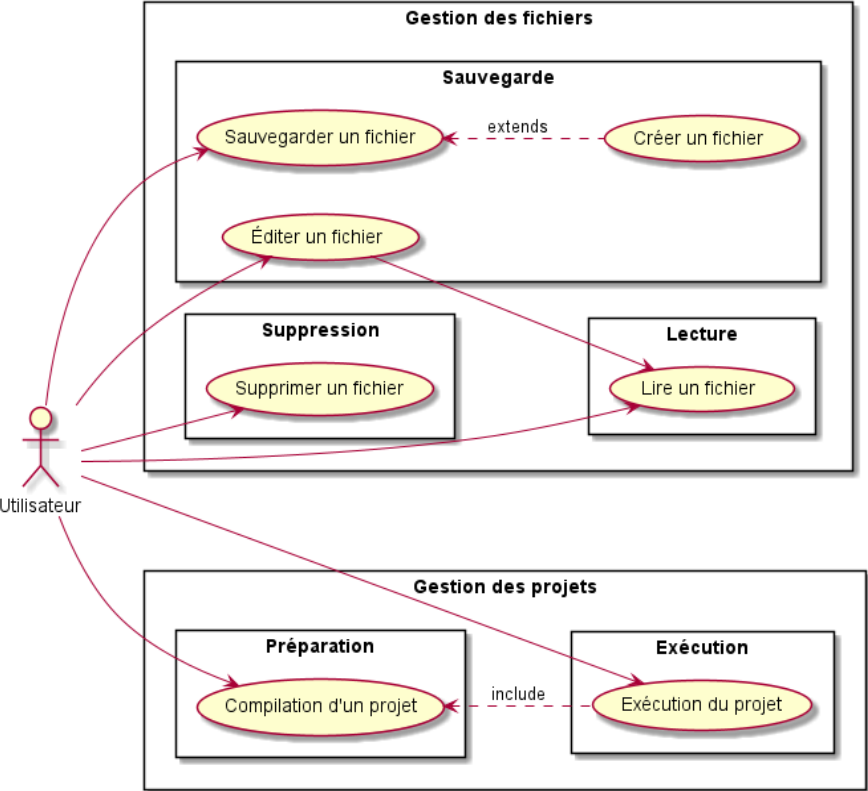 Gestion des fichiers
Sauvegarde
Sauvegarder un fichier
extends
Créer un fichier
Éditer un fichier
Suppression
Supprimer un fichier
Lecture
Lire un fichier
Utilisateur
Gestion des projets
Préparation
Compilation d'un projet
include
Exécution
Exécution du projet